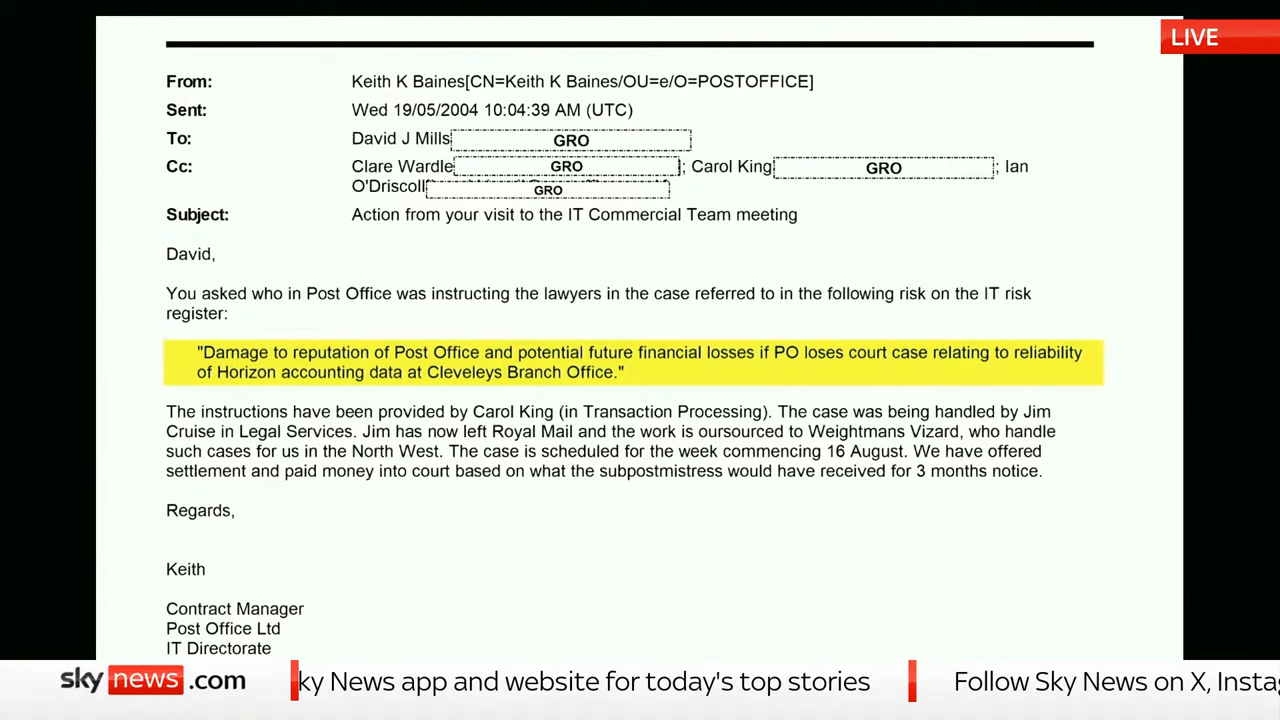 LIVE
From: Keith K Baines[CN=Keith K Baines/OU=e/O=POSTOFFICE]
Sent: Wed 19/05/2004 10:04:39 AM (UTC)
To: David J Mills GRO
Cc: Clare Wardle GRO ; Carol King GRO ; Ian
O'Driscoll GRO
Subject: Action from your visit to the IT Commercial Team meeting
David,
You asked who in Post Office was instructing the lawyers in the case referred to in the following risk on the IT risk
register:
"Damage to reputation of Post Office and potential future financial losses if PO loses court case relating to reliability
of Horizon accounting data at Cleveleys Branch Office."
The instructions have been provided by Carol King (in Transaction Processing). The case was being handled by Jim
Cruise in Legal Services. Jim has now left Royal Mail and the work is oursourced to Weightmans Vizard, who handle
such cases for us in the North West. The case is scheduled for the week commencing 16 August. We have offered
settlement and paid money into court based on what the subpostmistress would have received for 3 months notice.
Regards,
Keith
Contract Manager
Post Office Ltd
IT Directorate
sky news .com ky News app and website for today's top stories Follow Sky News on X, Insta